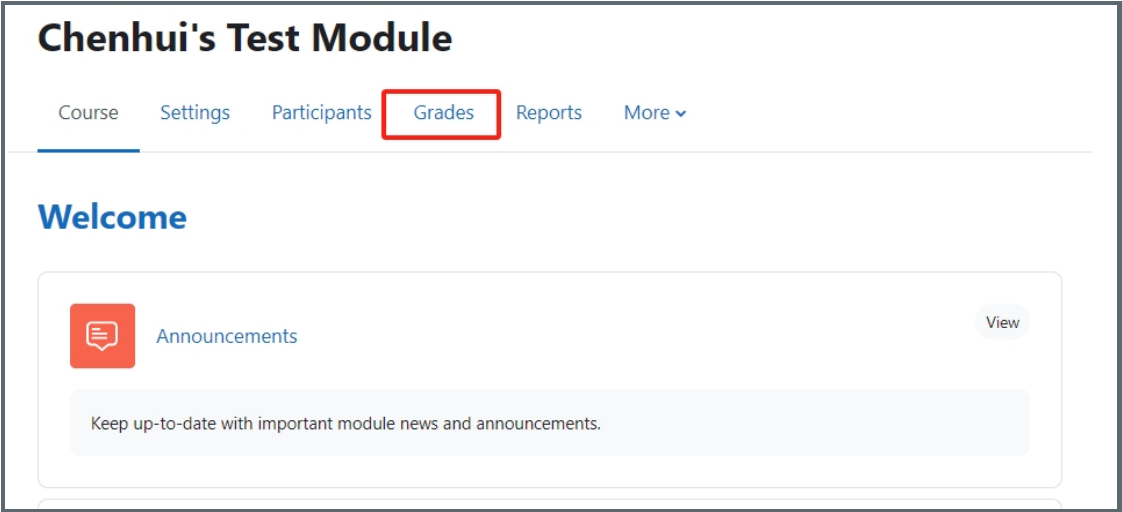 Chenhui's Test Module
Course Settings Participants Grades Reports More
Welcome
Announcements
View
Keep up-to-date with important module news and announcements.